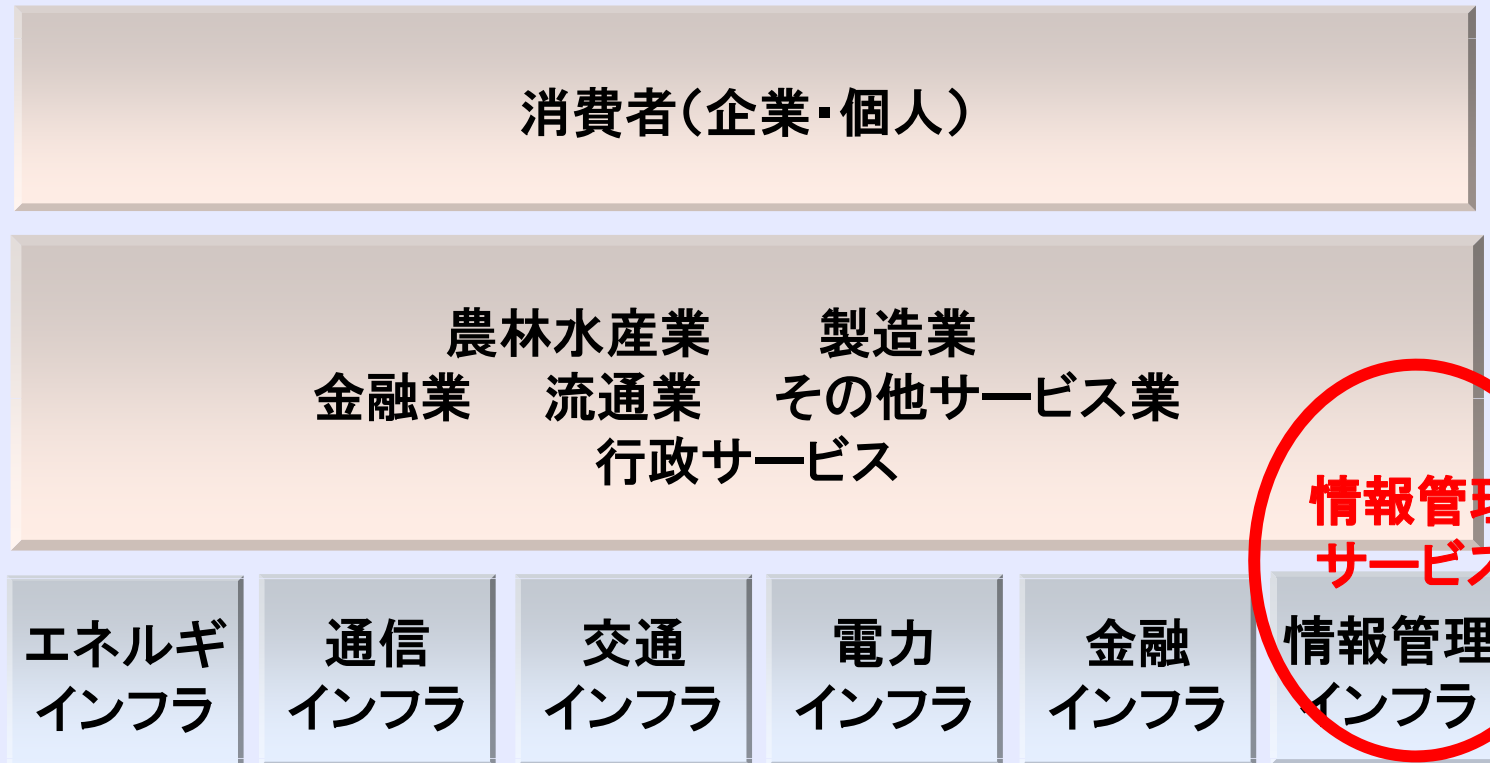 消費者（企業・個人）
農林水産業　　製造業
金融業　流通業　その他サービス業
行政サービス
情報管理
サービス
エネルギ
インフラ
通信
インフラ
交通
インフラ
電力
インフラ
金融
インフラ
情報管理
インフラ